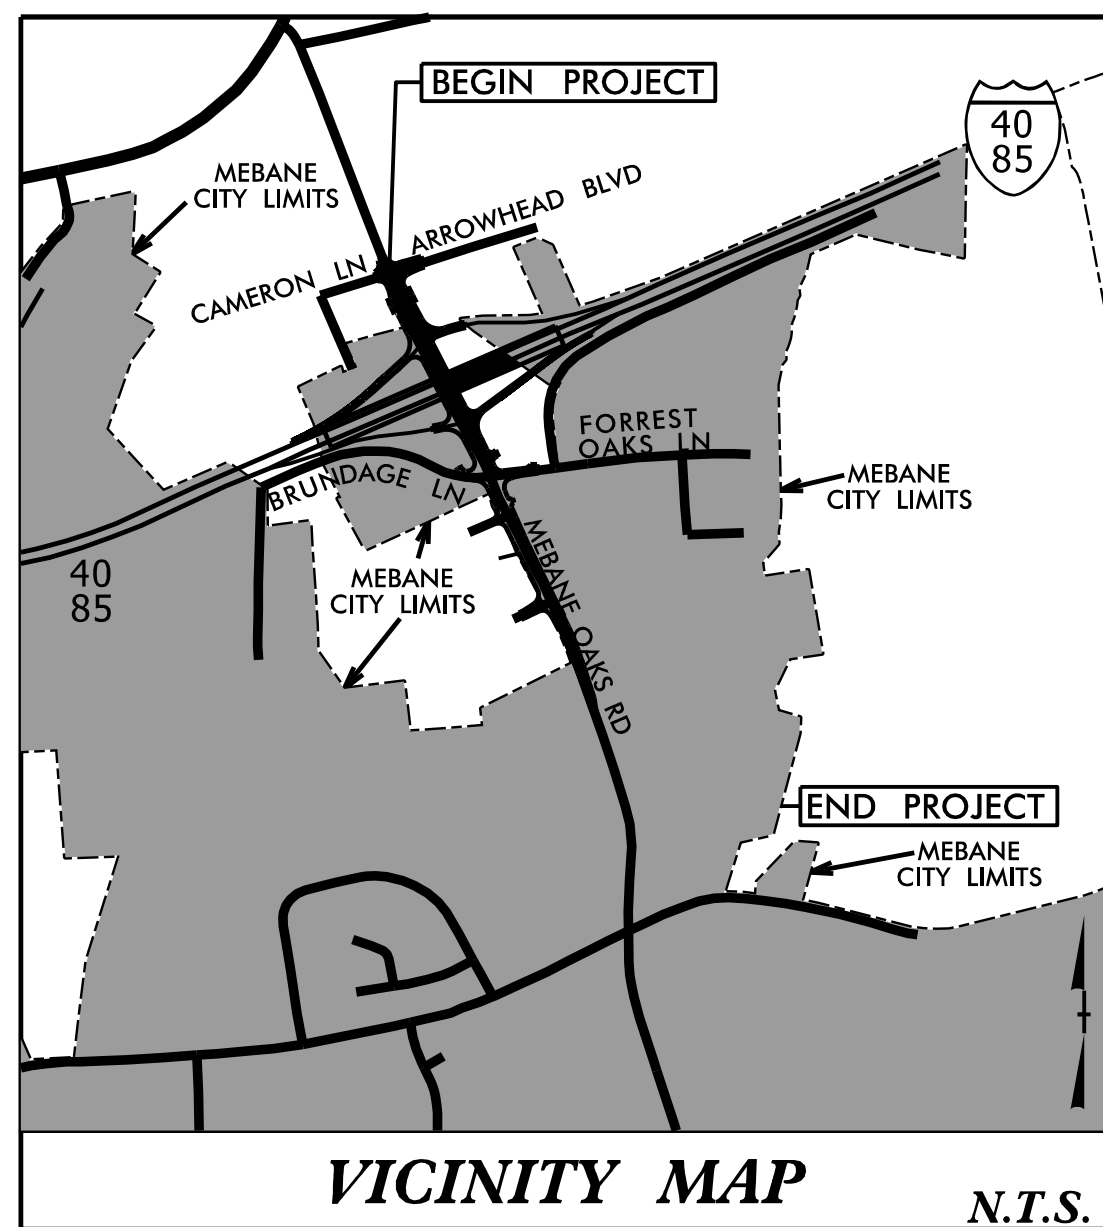 BEGIN PROJECT
40
85
MEBANE
CITY LIMITS
ARROWHEAD BLVD
CAMERON LN
FORREST
OAKS LN
BRUNDAGE LN
MEBANE
CITY LIMITS
40
85
MEBANE
CITY LIMITS
MEBANE OAKS RD
END PROJECT
MEBANE
CITY LIMITS
VICINITY MAP
N.T.S.